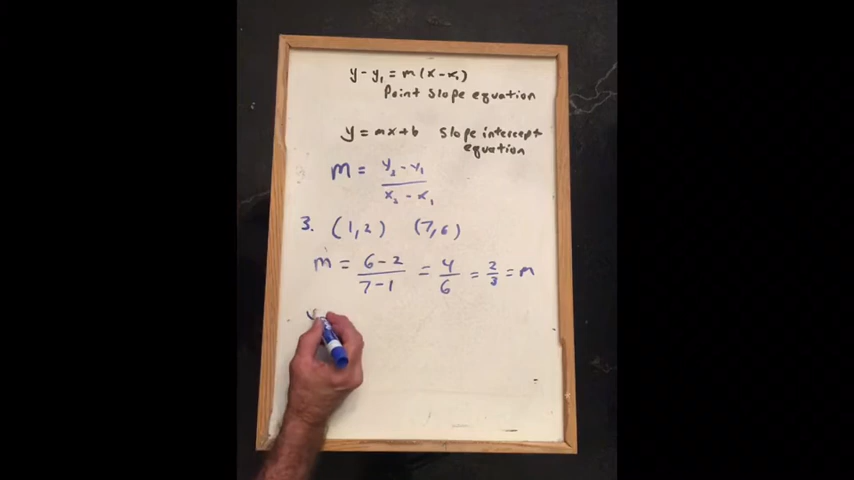 y - y₁ = m (x - x₁)
Point slope equation
y = mx + b slope intercept
equation
m = y₂ - y₁ / x₂ - x₁
3. (1, 2) (7, 6)
m = 6 - 2 / 7 - 1 = 4 / 6 = 2 / 3 = m
y